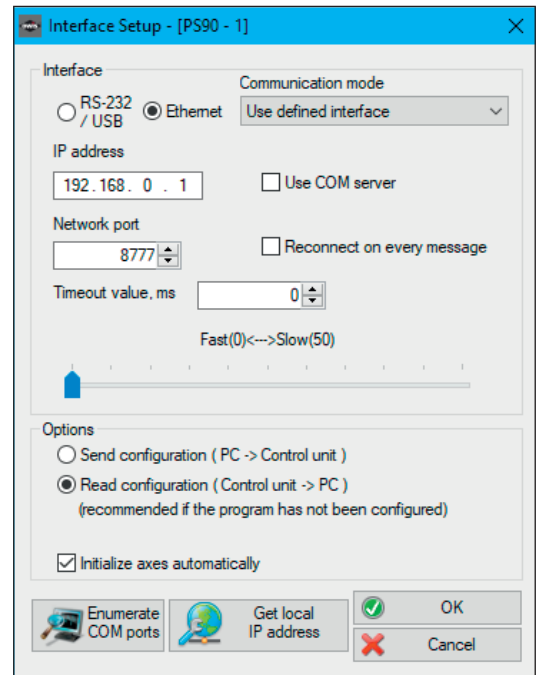 Interface Setup - [PS90 - 1]
Interface
Communication mode
RS-232 / USB
Ethernet
Use defined interface
IP address
192.168. 0 . 1
Use COM server
Network port
8777
Reconnect on every message
Timeout value, ms
0
Fast(0)<--->Slow(50)
Options
Send configuration ( PC -> Control unit )
Read configuration ( Control unit -> PC )
(recommended if the program has not been configured)
Initialize axes automatically
Enumerate
COM ports
Get local
IP address
OK
Cancel